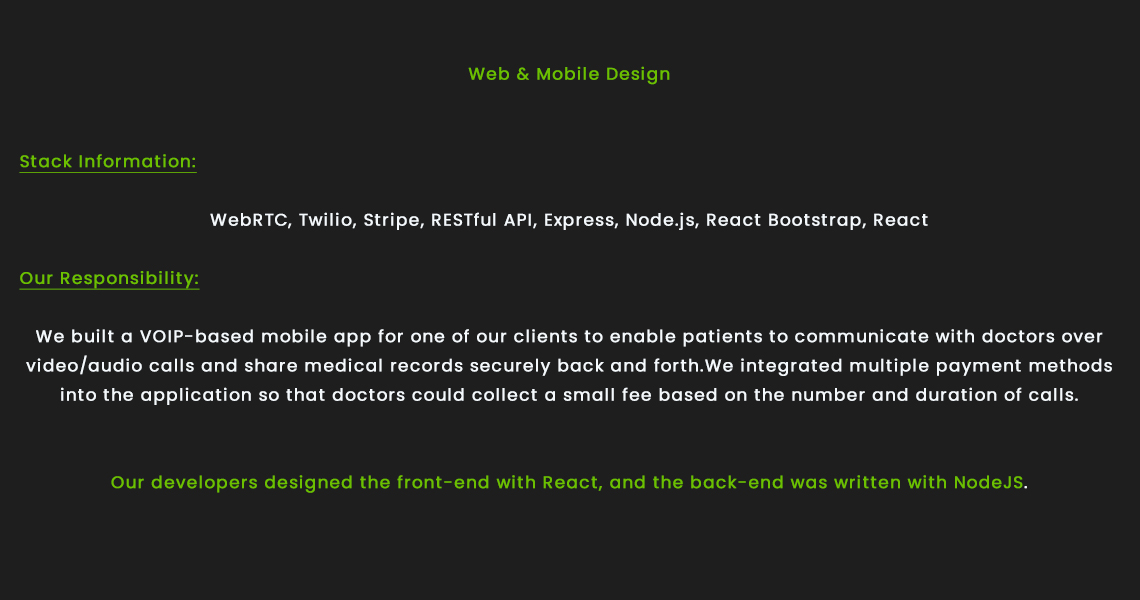 Web & Mobile Design
Stack Information:
WebRTC, Twilio, Stripe, RESTful API, Express, Node.js, React Bootstrap, React
Our Responsibility:
We built a VOIP-based mobile app for one of our clients to enable patients to communicate with doctors over
video/audio calls and share medical records securely back and forth.We integrated multiple payment methods
into the application so that doctors could collect a small fee based on the number and duration of calls.
Our developers designed the front-end with React, and the back-end was written with NodeJS.